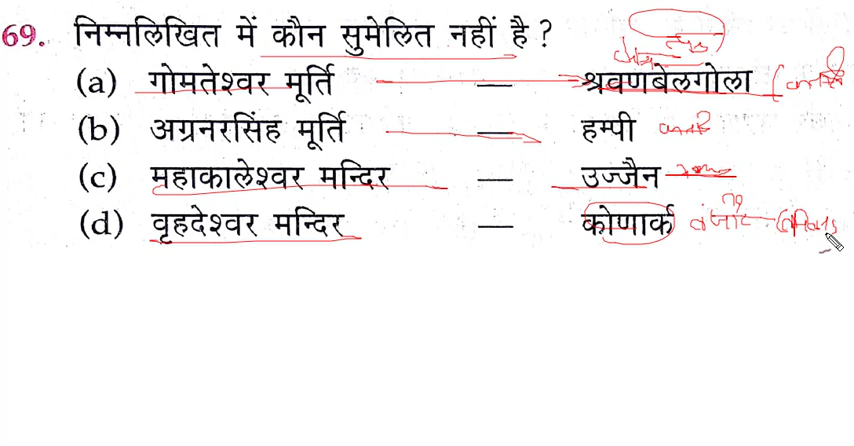 69. निम्नलिखित में कौन सुमेलित नहीं है ?
(a) गोमतेश्वर मूर्ति — श्रवणबेलगोला
(b) अग्रनरसिंह मूर्ति — हम्पी
(c) महाकालेश्वर मन्दिर — उज्जैन
(d) वृहदेश्वर मन्दिर — कोणार्क